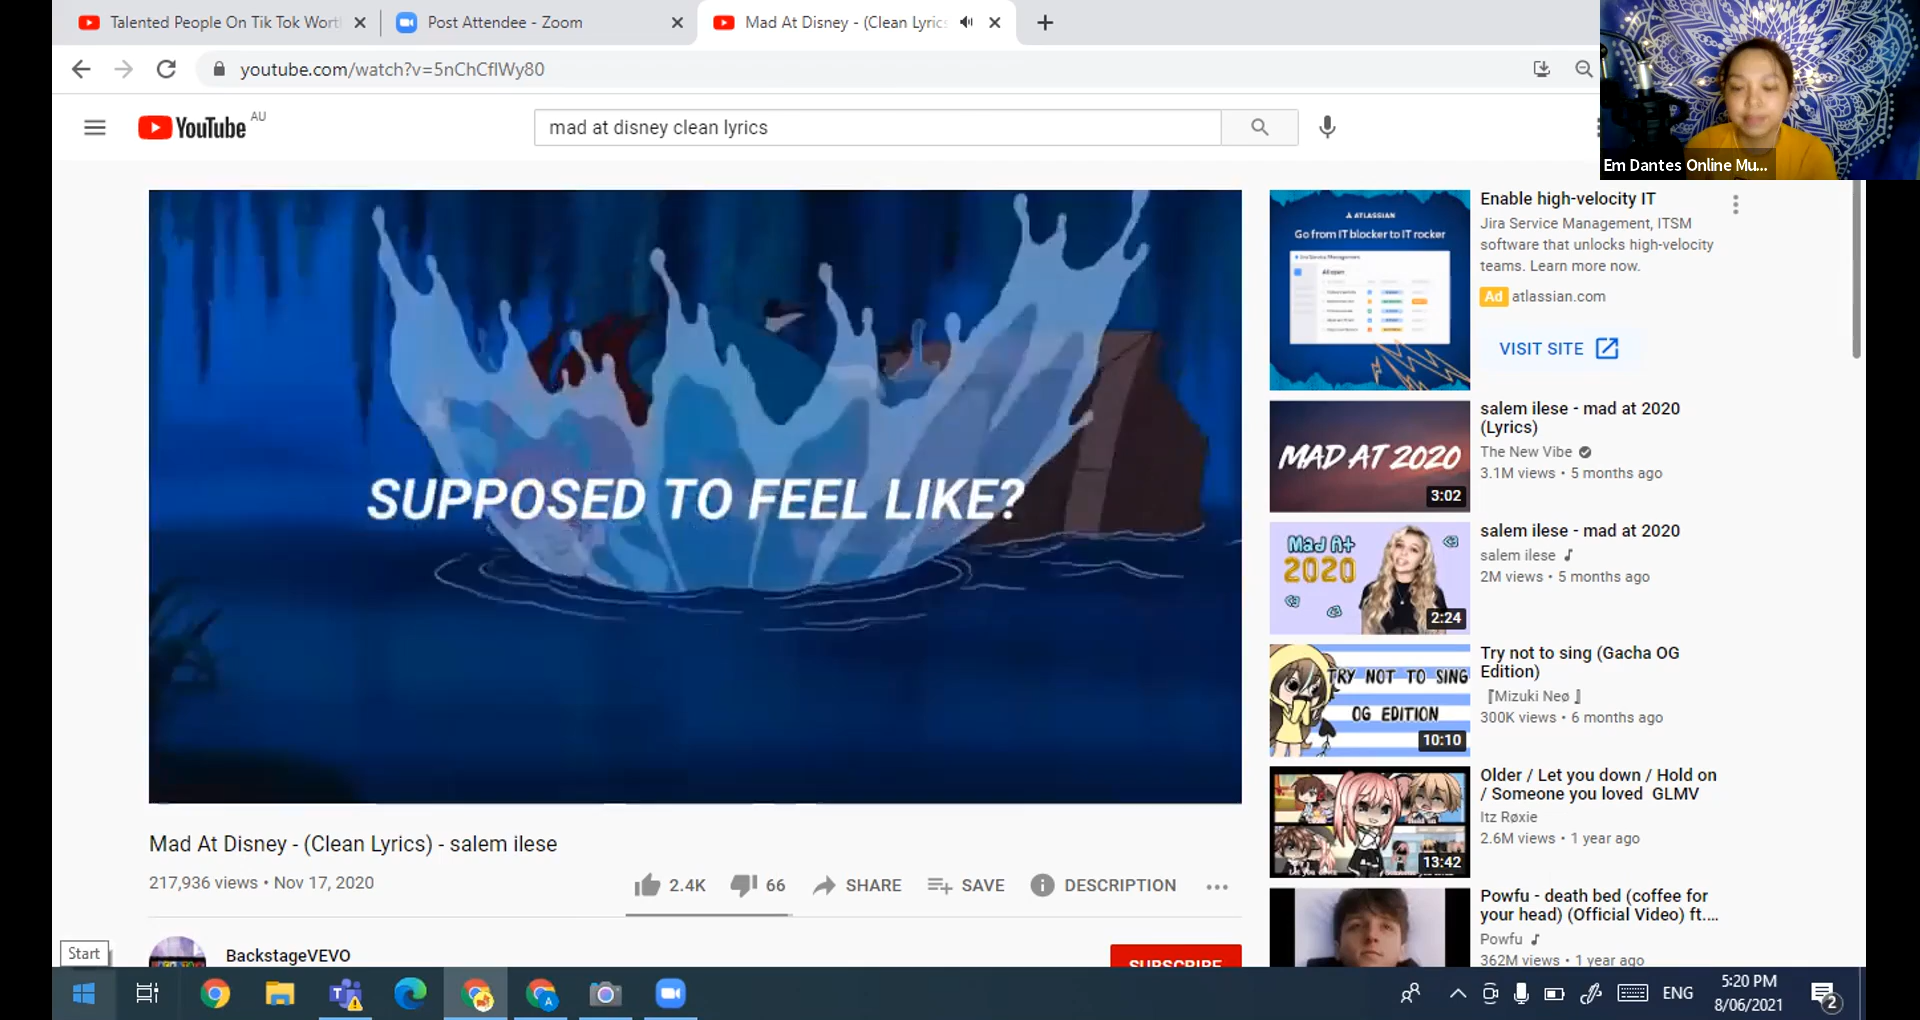 Talented People On Tik Tok Wort
Post Attendee - Zoom
Mad At Disney - (Clean Lyric
youtube.com/watch?v=5nChCflWy80
YouTube AU
mad at disney clean lyrics
Em Dantes Online Mu...
SUPPOSED TO FEEL LIKE?
ATLASSIAN
Go from IT blocker to IT rocker
Enable high-velocity IT
Jira Service Management, ITSM
software that unlocks high-velocity
teams. Learn more now.
Ad atlassian.com
VISIT SITE
MAD AT 2020
3:02
salem ilese - mad at 2020
(Lyrics)
The New Vibe
3.1M views • 5 months ago
Mad At
2020
2:24
salem ilese - mad at 2020
salem ilese
2M views • 5 months ago
TRY NOT TO SING
OG EDITION
10:10
Try not to sing (Gacha OG
Edition)
『Mizuki Neø 』
300K views • 6 months ago
13:42
Older / Let you down / Hold on
/ Someone you loved GLMV
Itz Røxie
2.6M views • 1 year ago
Powfu - death bed (coffee for
your head) (Official Video) ft....
Powfu
362M views • 1 year ago
Mad At Disney - (Clean Lyrics) - salem ilese
217,936 views • Nov 17, 2020
2.4K 66 SHARE SAVE DESCRIPTION
BackstageVEVO
SUBSCRIBE
Start
ENG
5:20 PM
8/06/2021
2